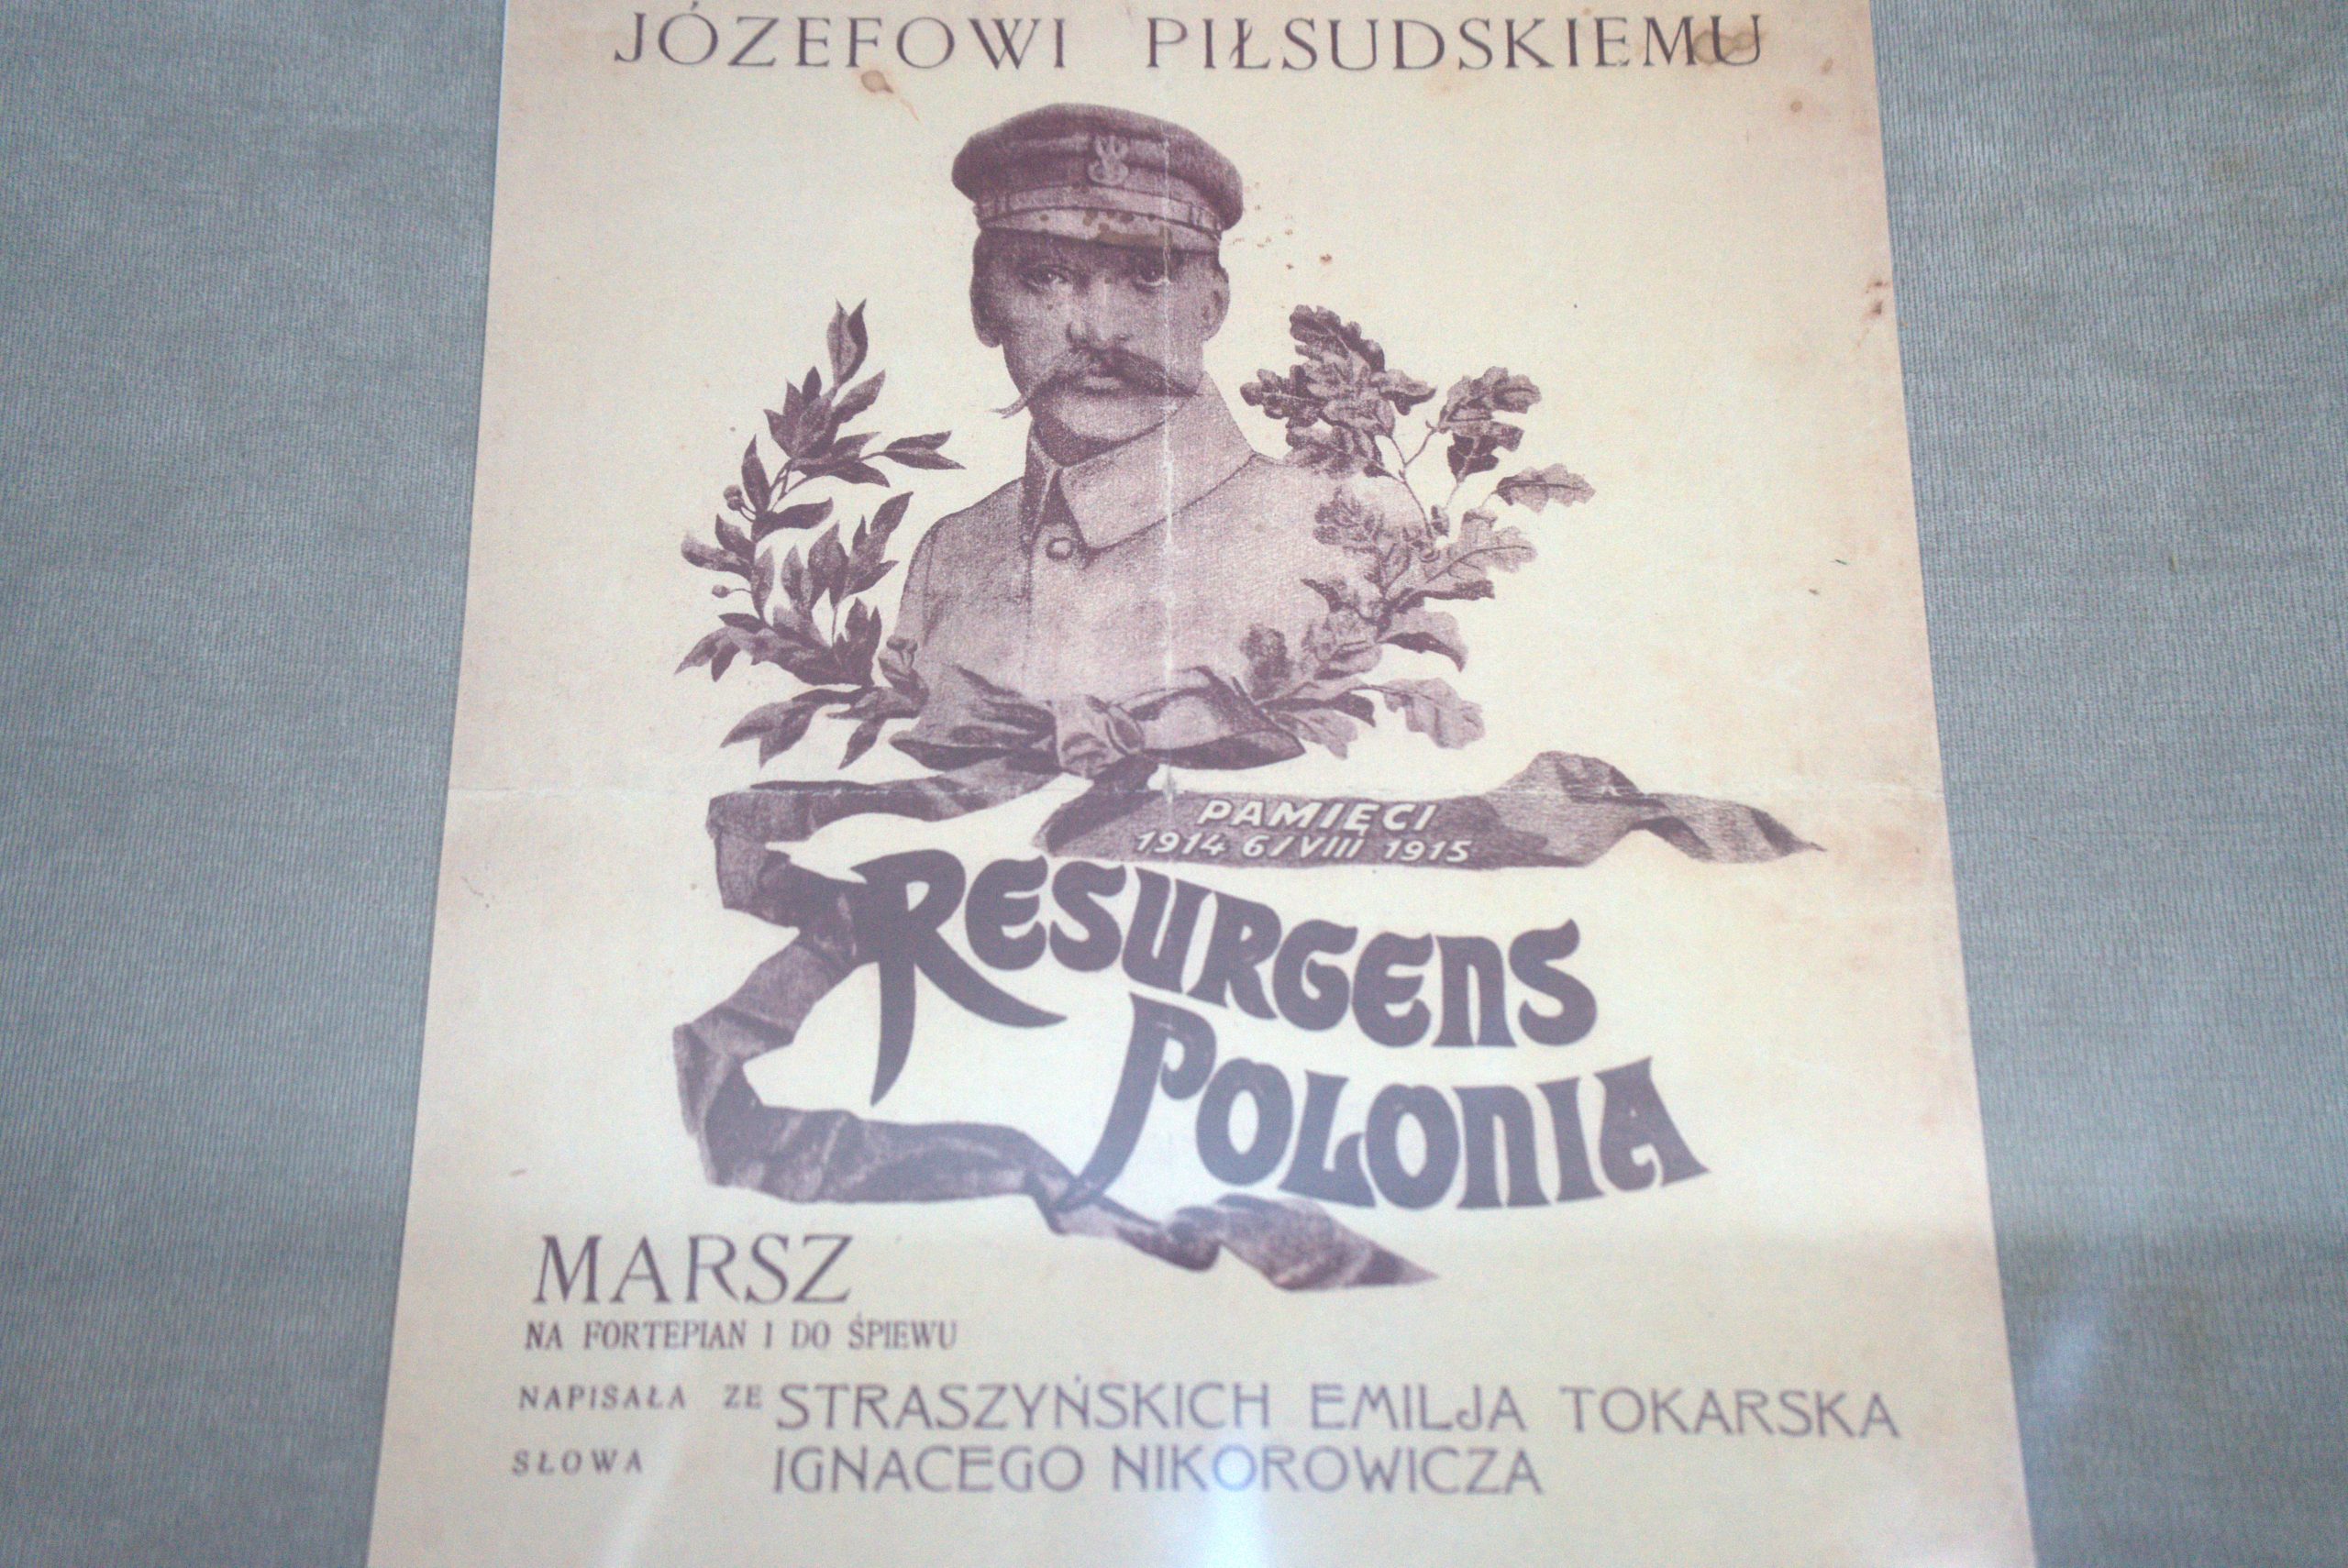 JÓZEFOWI PIŁSUDSKIEMU
PAMIĘCI
1914 6/VIII 1915
RESURGENS
POLONIA
MARSZ
NA FORTEPIAN I DO ŚPIEWU
NAPISAŁA ZE STRASZYŃSKICH EMILJA TOKARSKA
SŁOWA IGNACEGO NIKOROWICZA